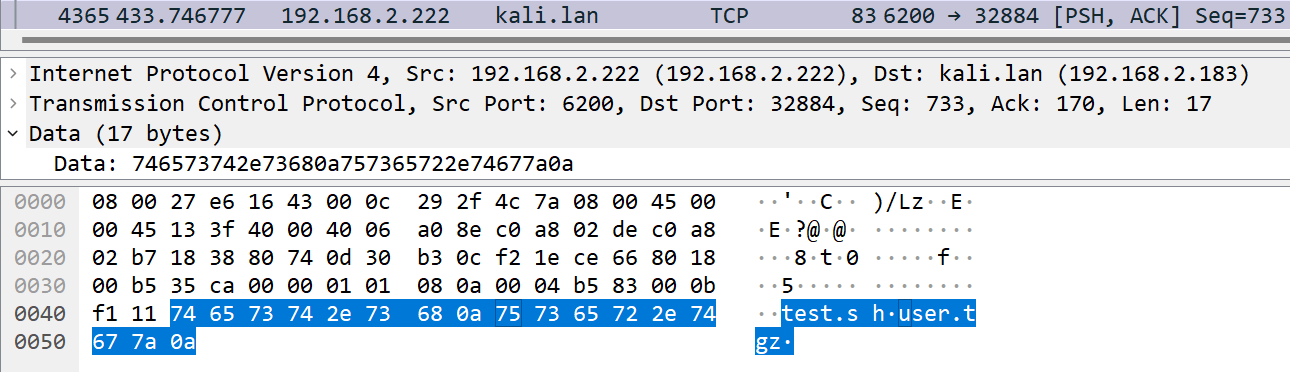 4365 433.746777 192.168.2.222 kali.lan TCP 83 6200 → 32884 [PSH, ACK] Seq=733
Internet Protocol Version 4, Src: 192.168.2.222 (192.168.2.222), Dst: kali.lan (192.168.2.183)
Transmission Control Protocol, Src Port: 6200, Dst Port: 32884, Seq: 733, Ack: 170, Len: 17
Data (17 bytes)
Data: 746573742e73680a757365722e74677a0a
0000 08 00 27 e6 16 43 00 0c 29 2f 4c 7a 08 00 45 00 ··'··C·· )/Lz··E·
0010 00 45 13 3f 40 00 40 06 a0 8e c0 a8 02 de c0 a8 ·E·?@·@· ········
0020 02 b7 18 38 80 74 0d 30 b3 0c f2 1e ce 66 80 18 ···8·t·0 ·····f··
0030 00 b5 35 ca 00 00 01 01 08 0a 00 04 b5 83 00 0b ··5····· ········
0040 f1 11 74 65 73 74 2e 73 68 0a 75 73 65 72 2e 74 ··test.s h·user.t
0050 67 7a 0a gz·